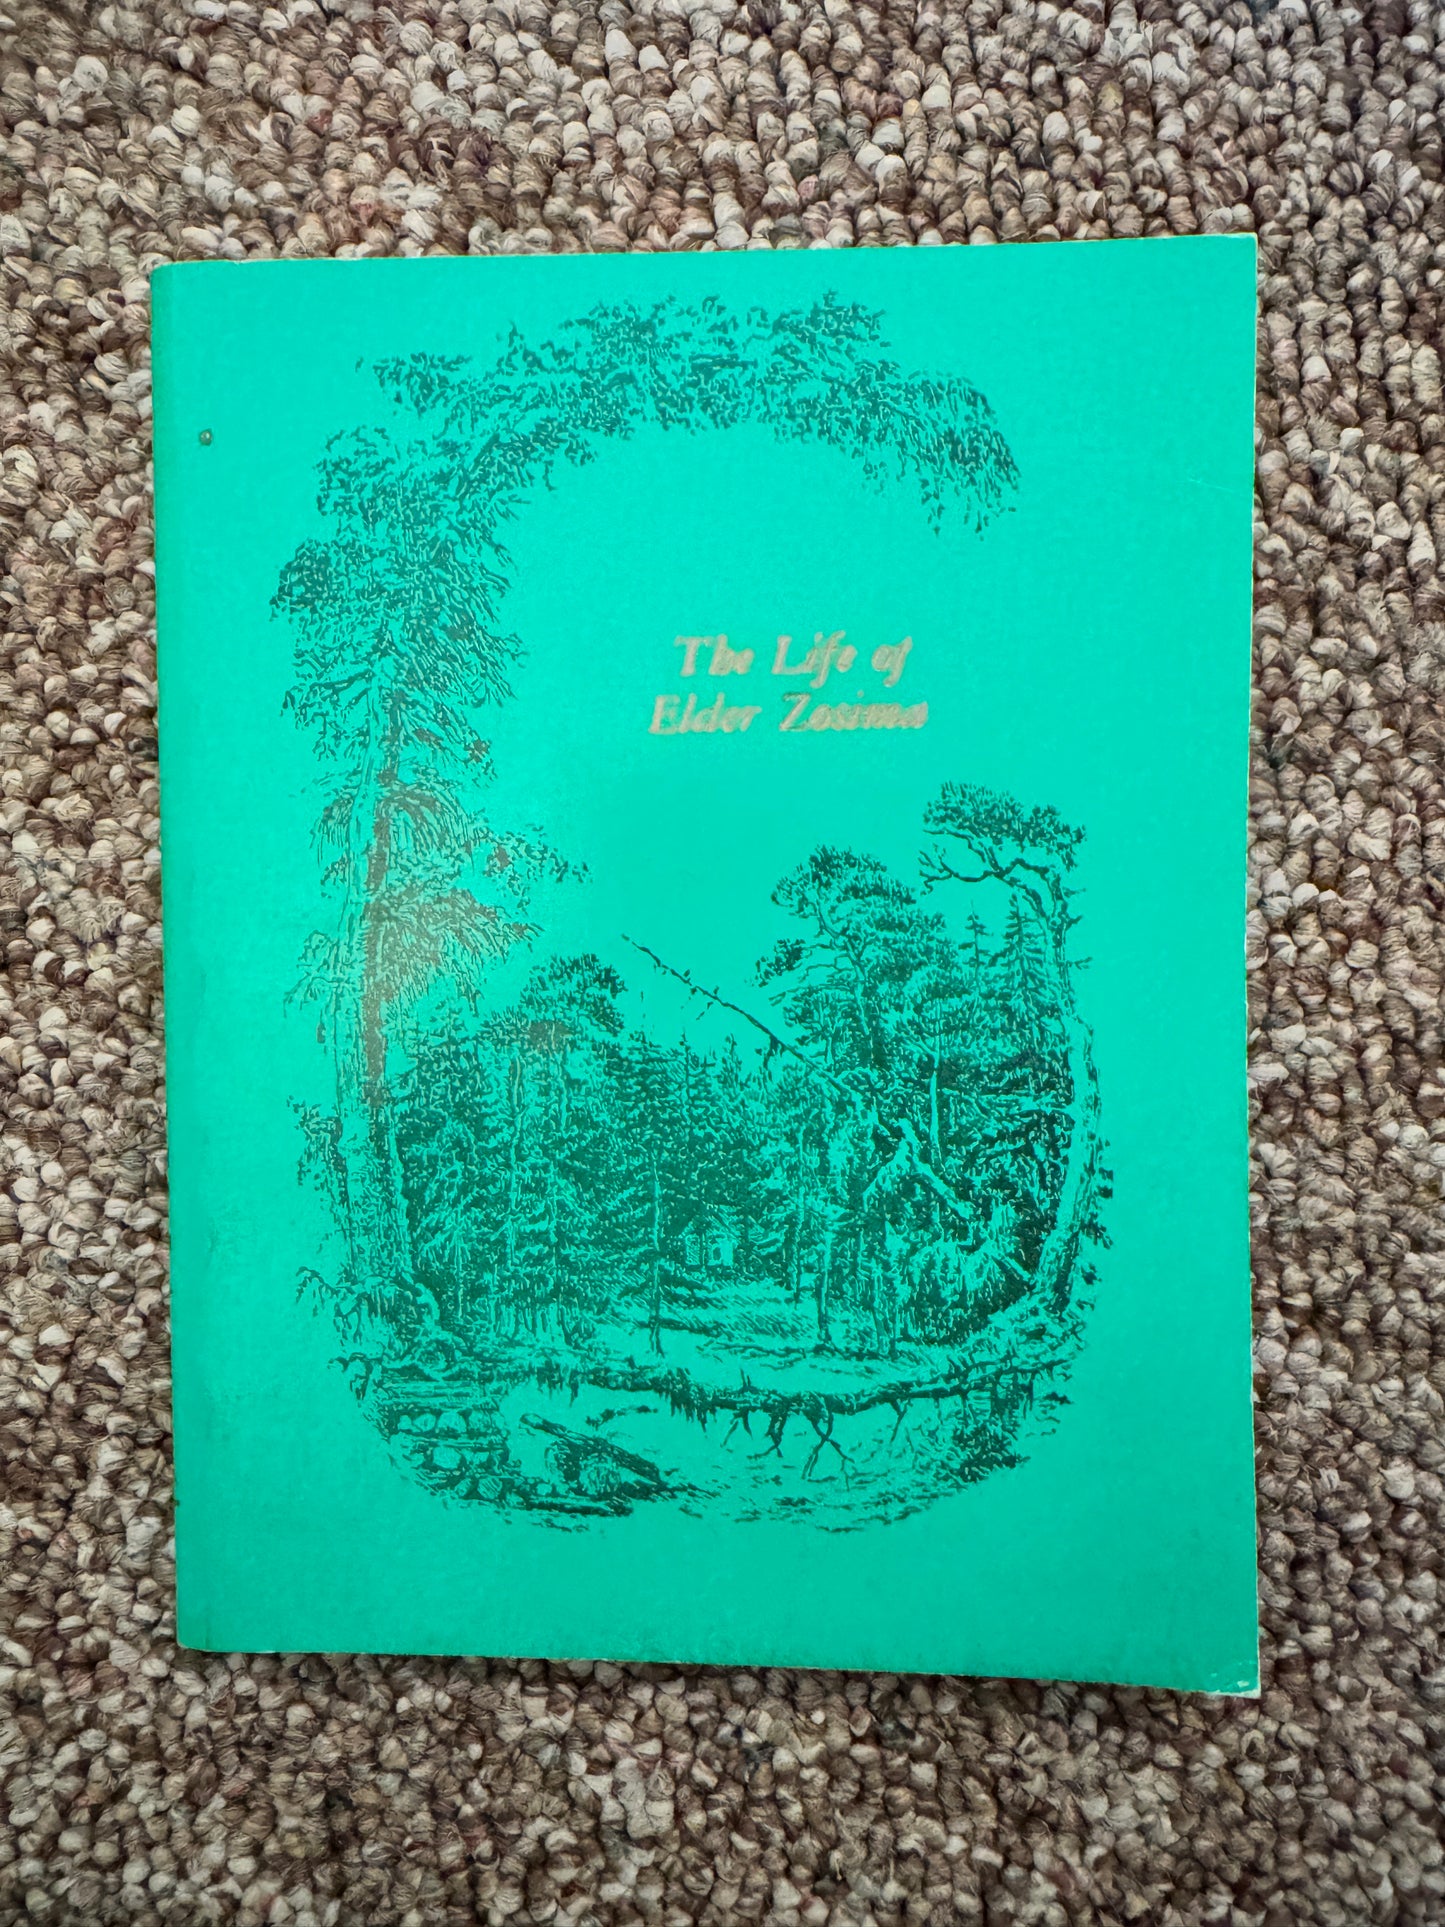 The Life of
Elder Zosima